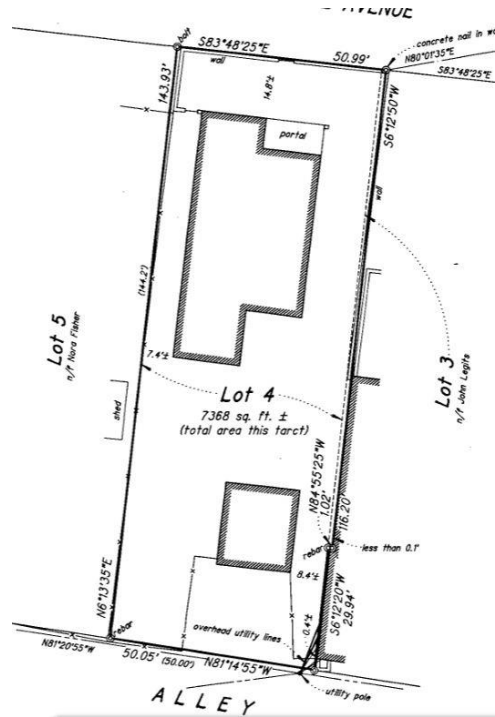 AVENUE
concrete nail in w
N80°01'35"E
S83°48'25"E
bolt
S83°48'25"E
50.99'
wall
14.8'±
143.93'
S6°12'50"W
portal
wall
(144.2')
Lot 5
n/f Nora Fisher
Lot 3
n/f John Legits
7.4'±
Lot 4
7368 sq. ft. ±
(total area this tarct)
shed
N84°55'25"W
1.02'
116.20'
rebar
less than 0.1'
8.4'±
S6°12'20"W
29.94'
0.4'±
N6°13'35"E
rebar
overhead utility lines
N81°20'55"W
50.05'
(50.00')
N81°14'55"W
utility pole
ALLEY